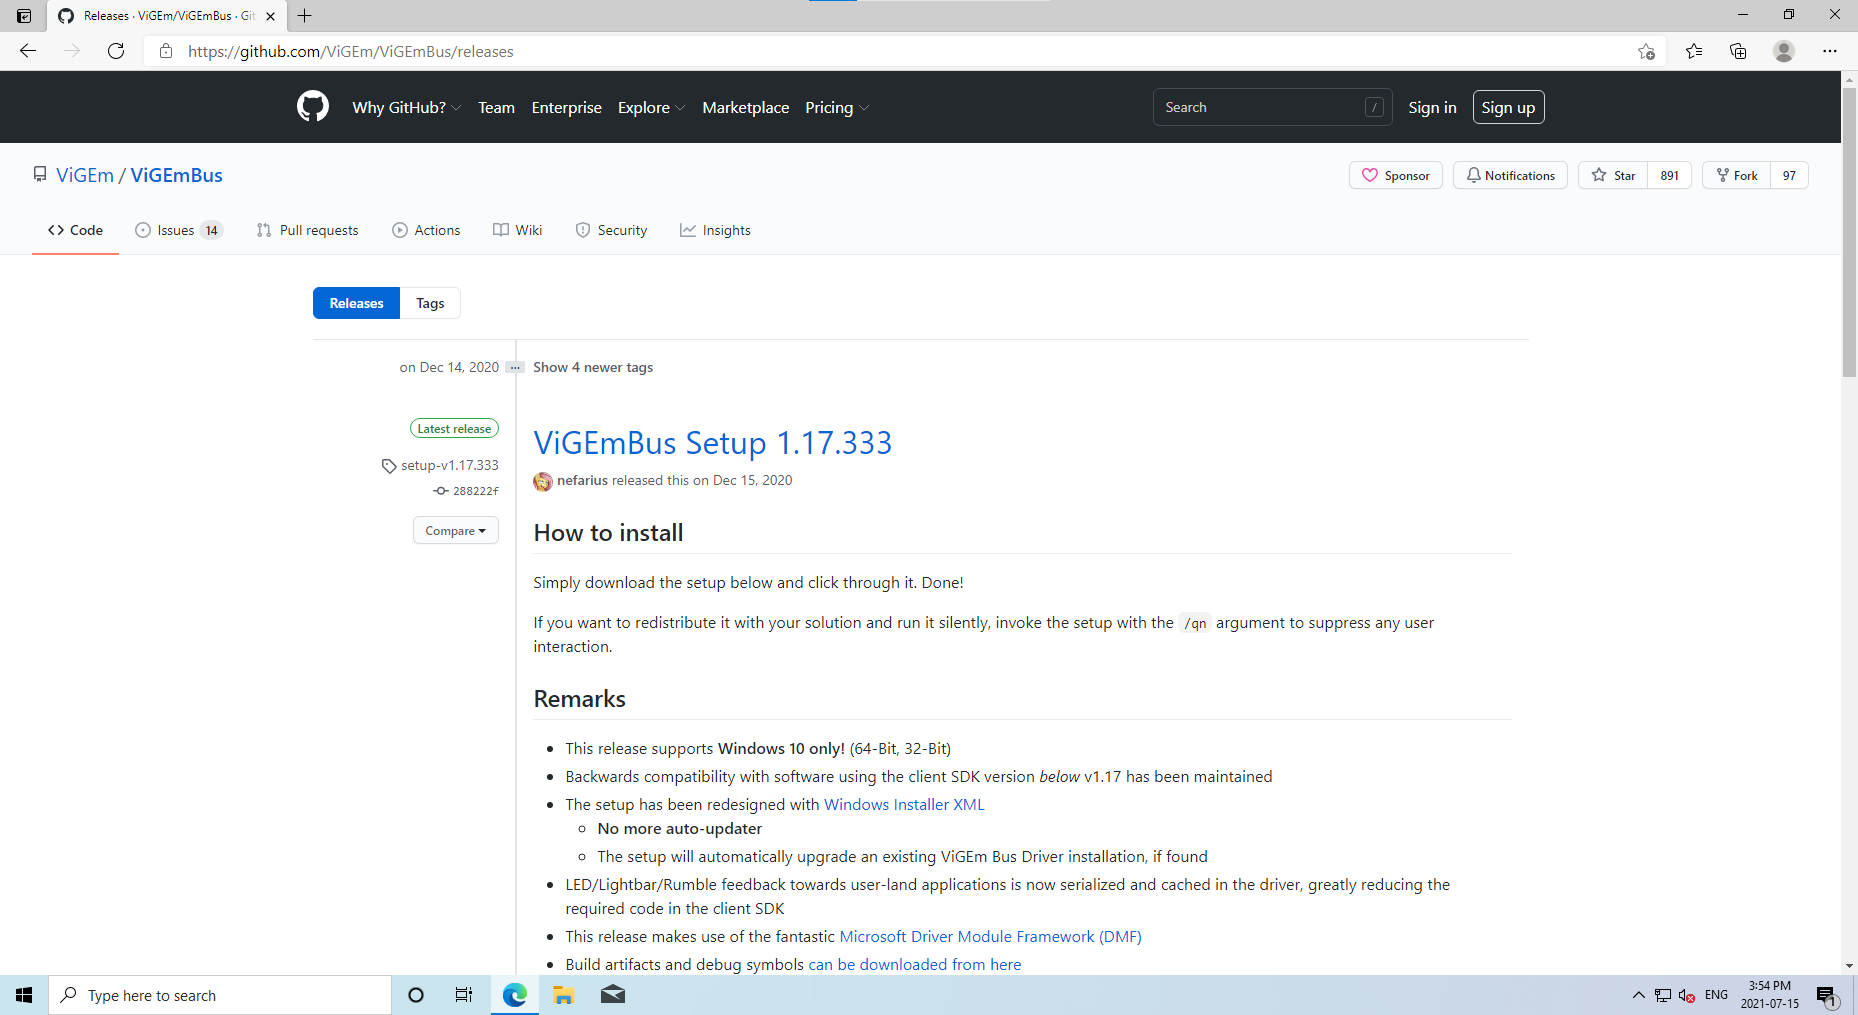 Releases · ViGEm/ViGEmBus · Git
https://github.com/ViGEm/ViGEmBus/releases
Why GitHub? Team Enterprise Explore Marketplace Pricing Search / Sign in Sign up
ViGEm / ViGEmBus Sponsor Notifications Star 891 Fork 97
<> Code Issues 14 Pull requests Actions Wiki Security Insights
Releases Tags
on Dec 14, 2020 ... Show 4 newer tags
Latest release
ViGEmBus Setup 1.17.333
setup-v1.17.333
nefarius released this on Dec 15, 2020
288222f
Compare
How to install
Simply download the setup below and click through it. Done!
If you want to redistribute it with your solution and run it silently, invoke the setup with the /qn argument to suppress any user
interaction.
Remarks
• This release supports Windows 10 only! (64-Bit, 32-Bit)
• Backwards compatibility with software using the client SDK version below v1.17 has been maintained
• The setup has been redesigned with Windows Installer XML
◦ No more auto-updater
◦ The setup will automatically upgrade an existing ViGEm Bus Driver installation, if found
• LED/Lightbar/Rumble feedback towards user-land applications is now serialized and cached in the driver, greatly reducing the
required code in the client SDK
• This release makes use of the fantastic Microsoft Driver Module Framework (DMF)
• Build artifacts and debug symbols can be downloaded from here
Type here to search
ENG
3:54 PM
2021-07-15
1